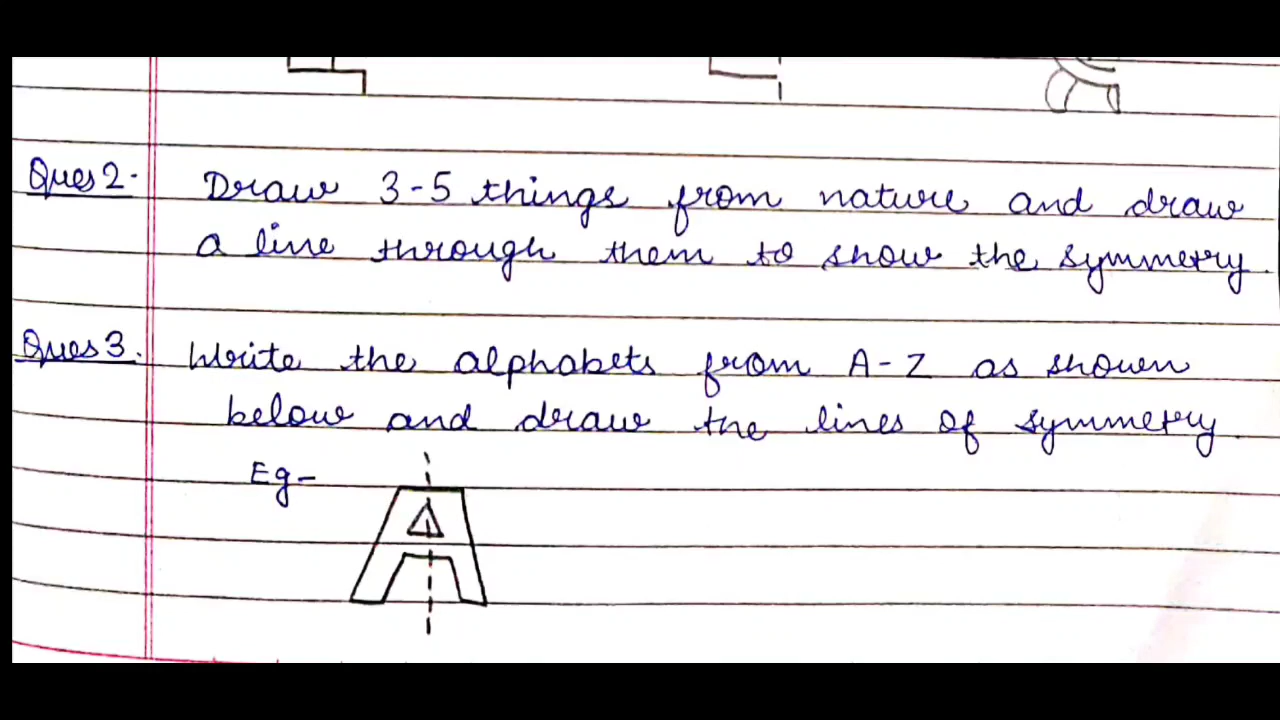 Ques 2. Draw 3-5 things from nature and draw
a line through them to show the symmetry.
Ques 3. Write the alphabets from A-Z as shown
below and draw the lines of symmetry.
Eg-
A